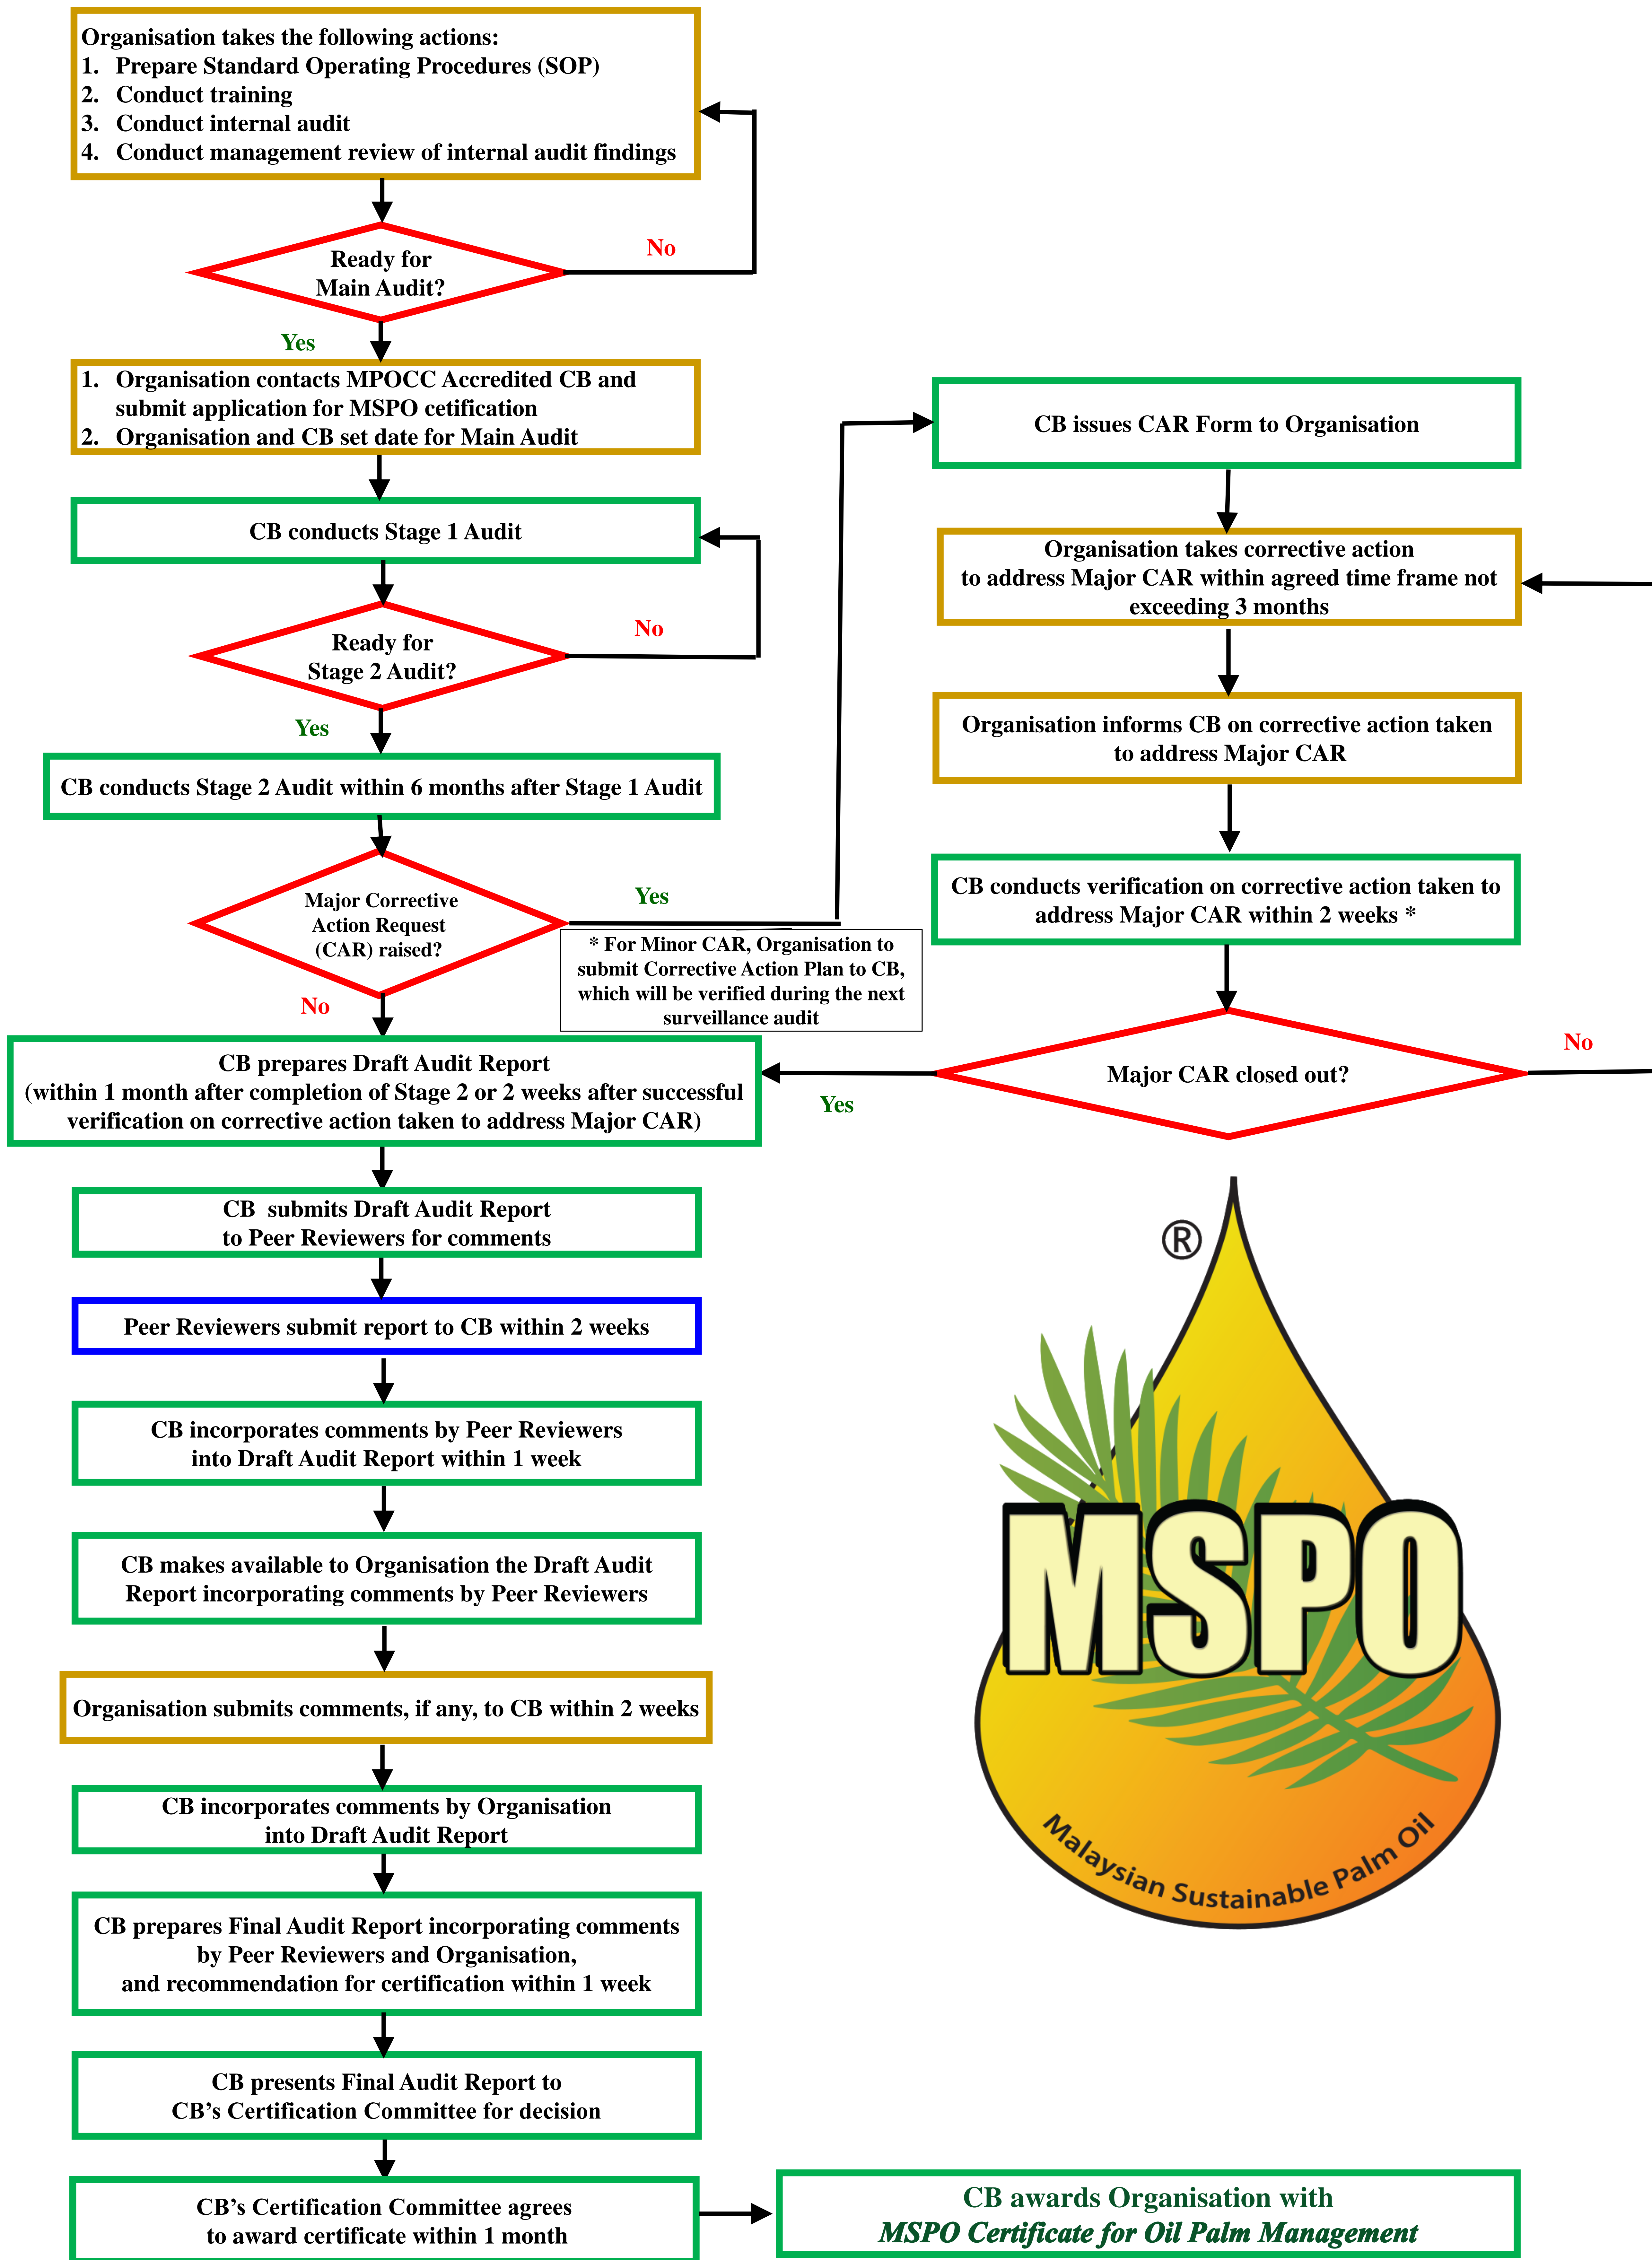 Organisation takes the following actions:
1. Prepare Standard Operating Procedures (SOP)
2. Conduct training
3. Conduct internal audit
4. Conduct management review of internal audit findings
Ready for
Main Audit?
No
Yes
1. Organisation contacts MPOCC Accredited CB and
submit application for MSPO cetification
2. Organisation and CB set date for Main Audit
CB conducts Stage 1 Audit
Ready for
Stage 2 Audit?
No
Yes
CB conducts Stage 2 Audit within 6 months after Stage 1 Audit
Major Corrective
Action Request
(CAR) raised?
Yes
No
* For Minor CAR, Organisation to
submit Corrective Action Plan to CB,
which will be verified during the next
surveillance audit
CB issues CAR Form to Organisation
Organisation takes corrective action
to address Major CAR within agreed time frame not
exceeding 3 months
Organisation informs CB on corrective action taken
to address Major CAR
CB conducts verification on corrective action taken to
address Major CAR within 2 weeks *
Major CAR closed out?
No
Yes
CB prepares Draft Audit Report
(within 1 month after completion of Stage 2 or 2 weeks after successful
verification on corrective action taken to address Major CAR)
CB submits Draft Audit Report
to Peer Reviewers for comments
Peer Reviewers submit report to CB within 2 weeks
CB incorporates comments by Peer Reviewers
into Draft Audit Report within 1 week
CB makes available to Organisation the Draft Audit
Report incorporating comments by Peer Reviewers
Organisation submits comments, if any, to CB within 2 weeks
CB incorporates comments by Organisation
into Draft Audit Report
CB prepares Final Audit Report incorporating comments
by Peer Reviewers and Organisation,
and recommendation for certification within 1 week
CB presents Final Audit Report to
CB’s Certification Committee for decision
CB’s Certification Committee agrees
to award certificate within 1 month
CB awards Organisation with
MSPO Certificate for Oil Palm Management
®
MSPO
Malaysian Sustainable Palm Oil